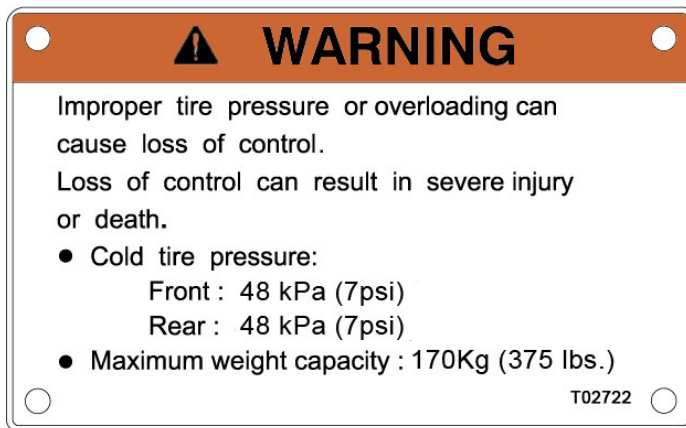 WARNING
Improper tire pressure or overloading can
cause loss of control.
Loss of control can result in severe injury
or death.
● Cold tire pressure:
Front : 48 kPa (7psi)
Rear : 48 kPa (7psi)
● Maximum weight capacity : 170Kg (375 lbs.)
T02722